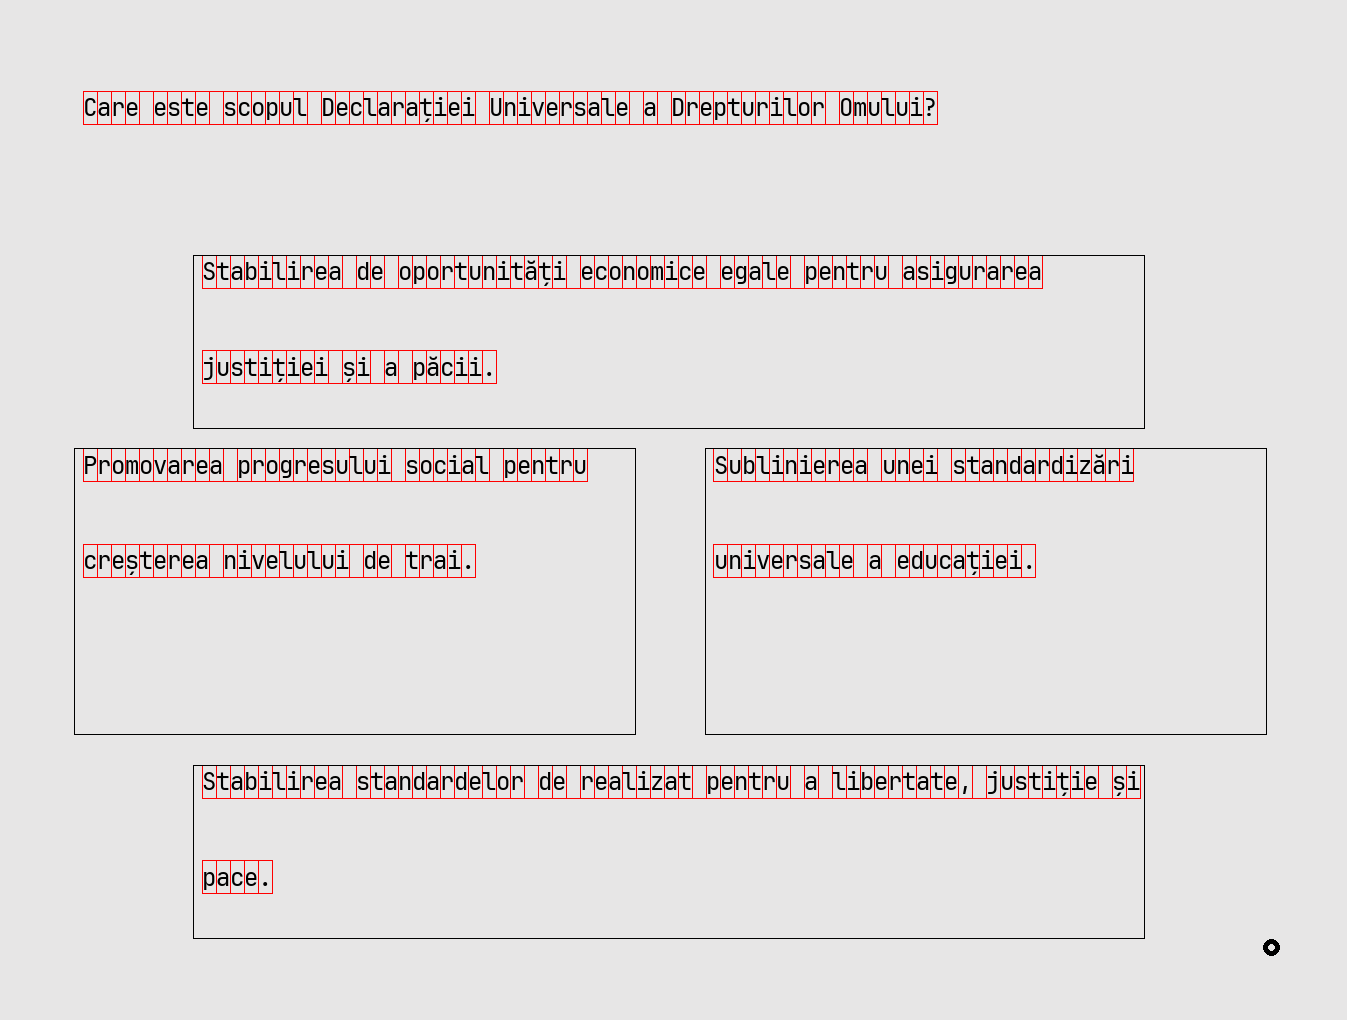 Care este scopul Declarației Universale a Drepturilor Omului?
Stabilirea de oportunități economice egale pentru asigurarea
justiției și a păcii.
Promovarea progresului social pentru
creșterea nivelului de trai.
Sublinierea unei standardizări
universale a educației.
Stabilirea standardelor de realizat pentru a libertate, justiție și
pace.